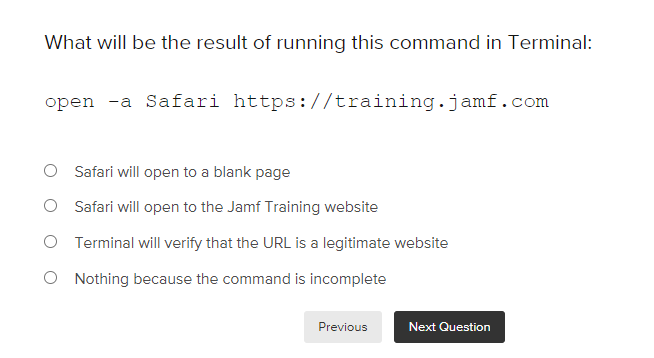 What will be the result of running this command in Terminal:
open -a Safari https://training.jamf.com
Safari will open to a blank page
Safari will open to the Jamf Training website
Terminal will verify that the URL is a legitimate website
Nothing because the command is incomplete
Previous
Next Question